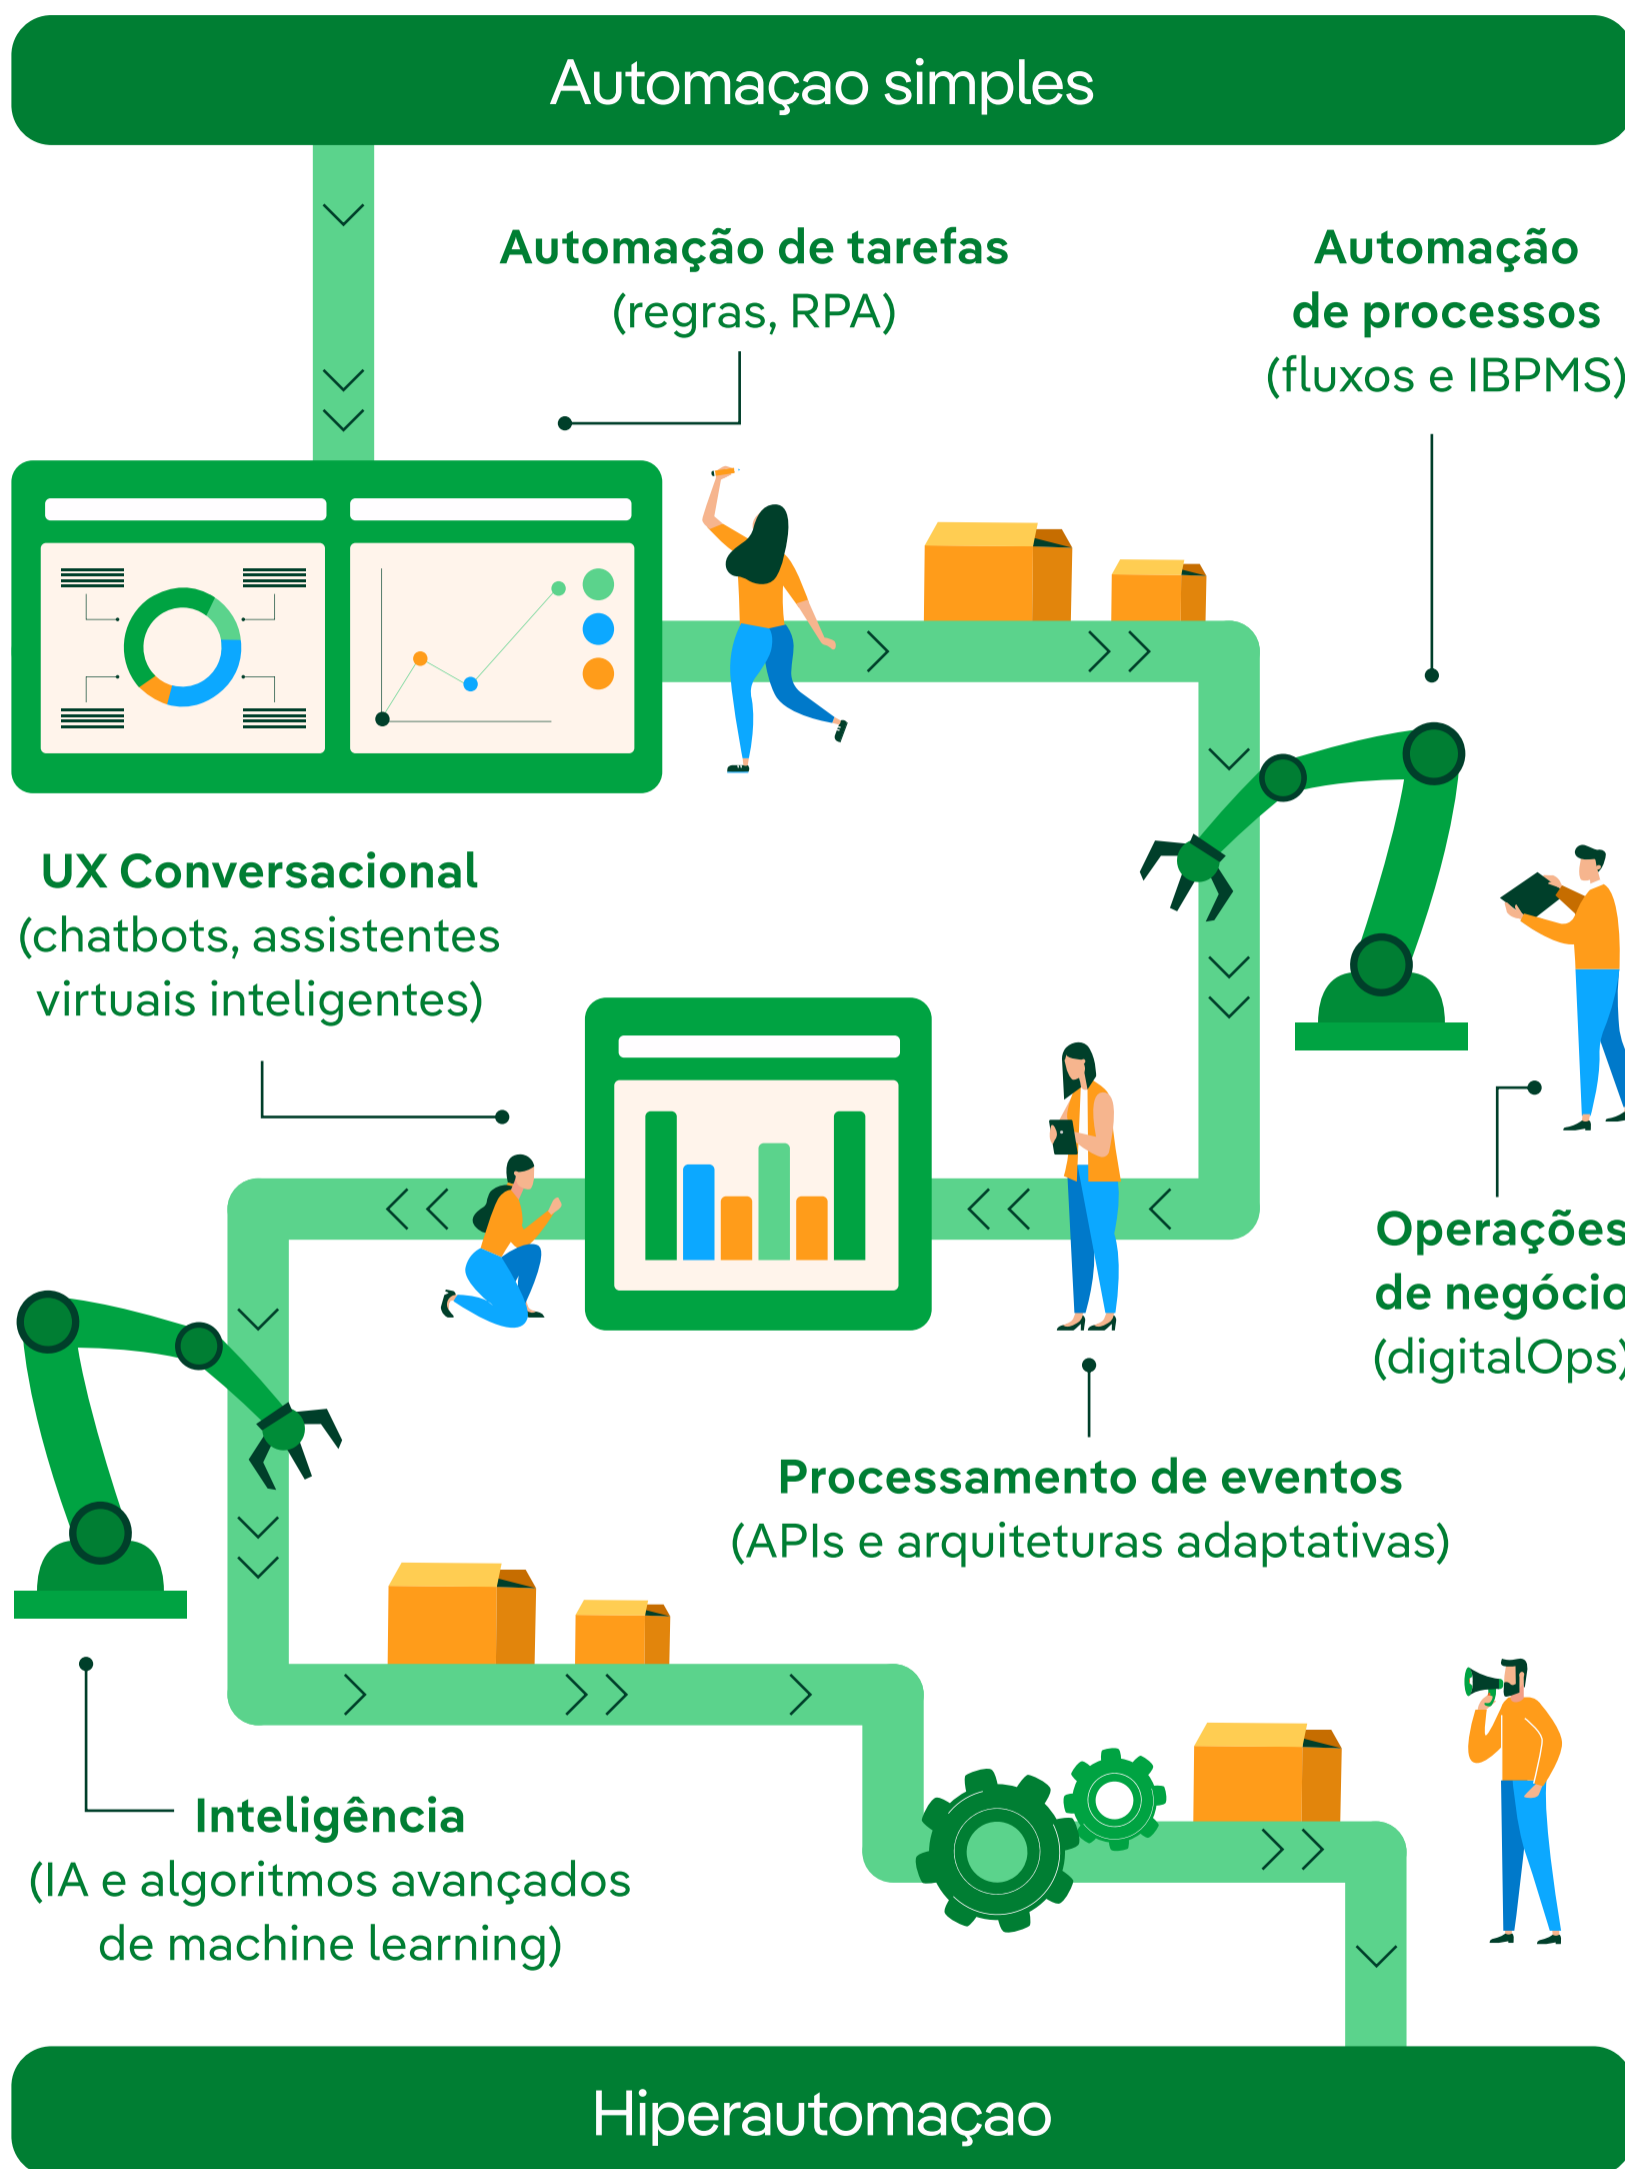 Automaçao simples
Automação de tarefas
(regras, RPA)
Automação
de processos
(fluxos e IBPMS)
UX Conversacional
(chatbots, assistentes
virtuais inteligentes)
Operações
de negócio
(digitalOps)
Processamento de eventos
(APIs e arquiteturas adaptativas)
Inteligência
(IA e algoritmos avançados
de machine learning)
Hiperautomaçao